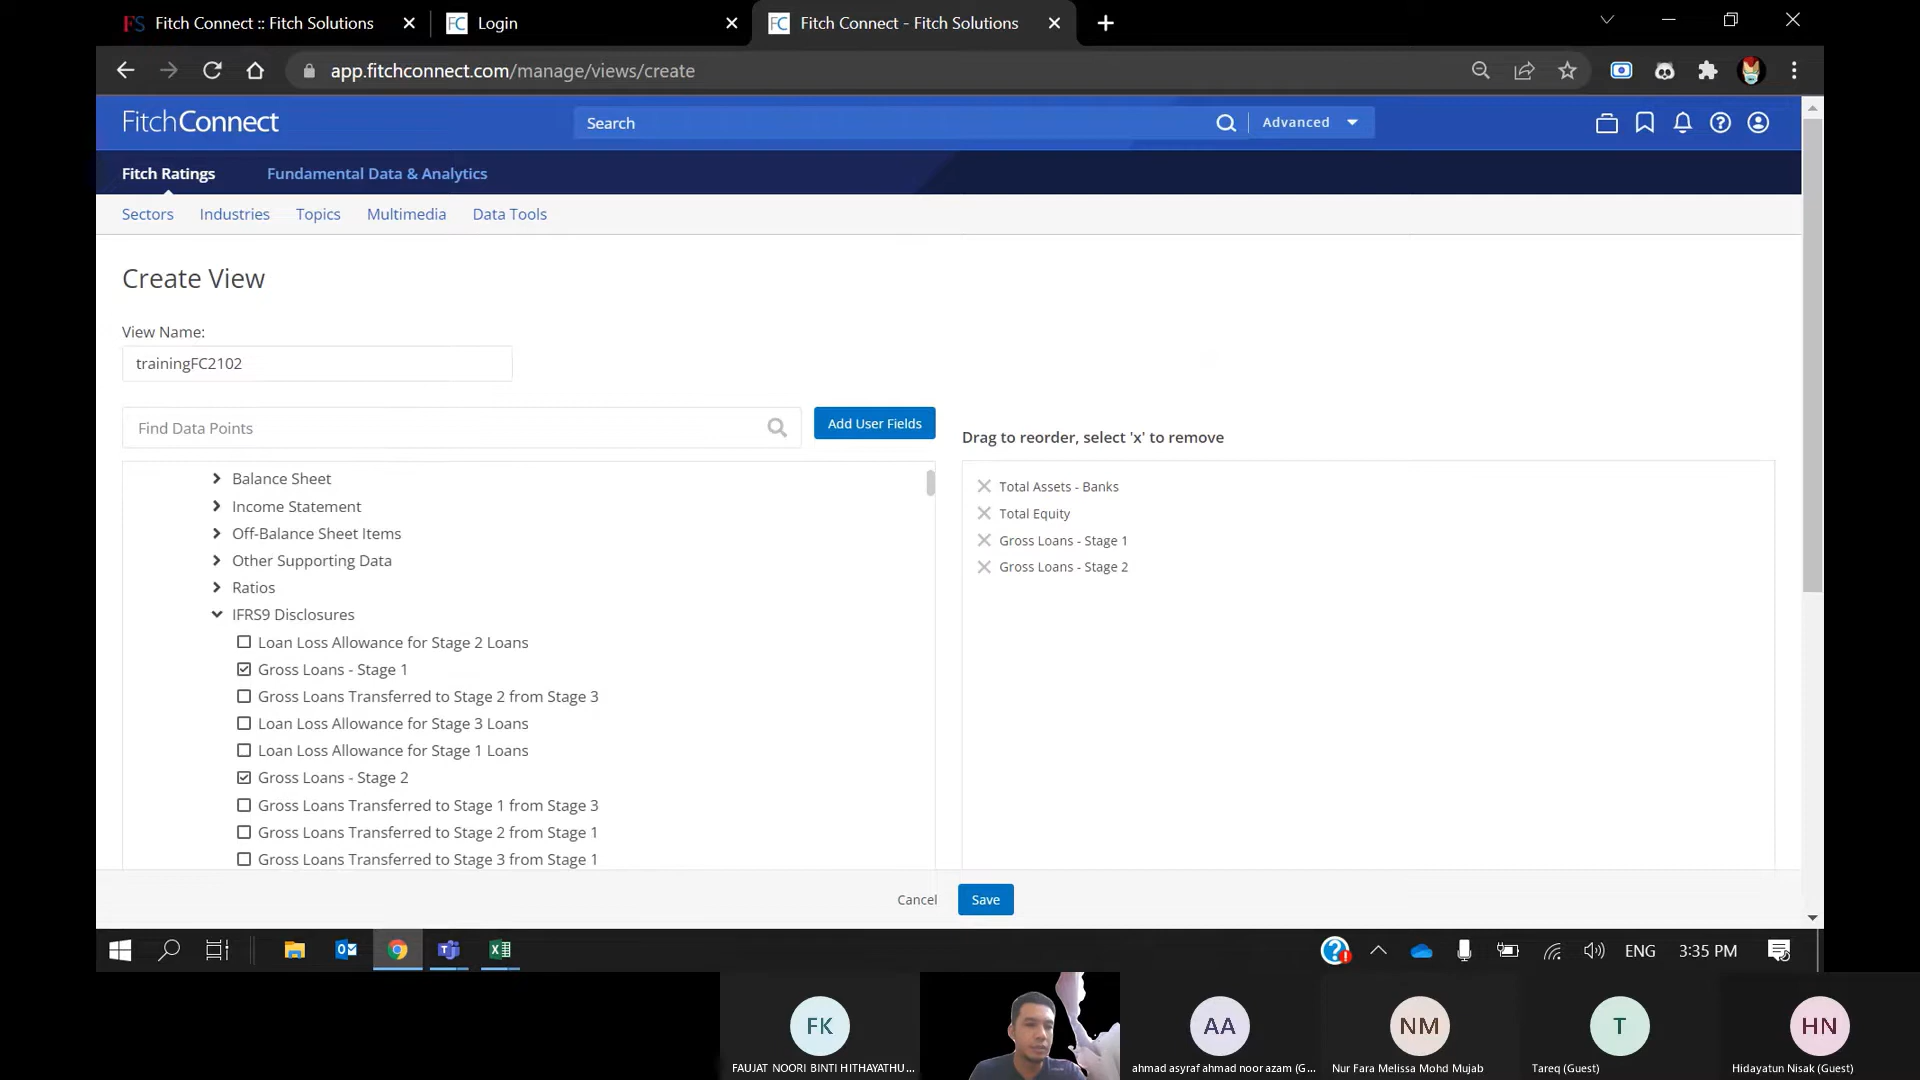 FS Fitch Connect :: Fitch Solutions
FC Login
FC Fitch Connect - Fitch Solutions
app.fitchconnect.com/manage/views/create
FitchConnect
Search
Advanced
Fitch Ratings
Fundamental Data & Analytics
Sectors
Industries
Topics
Multimedia
Data Tools
Create View
View Name:
trainingFC2102
Find Data Points
Add User Fields
Drag to reorder, select 'x' to remove
Balance Sheet
Income Statement
Off-Balance Sheet Items
Other Supporting Data
Ratios
IFRS9 Disclosures
Loan Loss Allowance for Stage 2 Loans
Gross Loans - Stage 1
Gross Loans Transferred to Stage 2 from Stage 3
Loan Loss Allowance for Stage 3 Loans
Loan Loss Allowance for Stage 1 Loans
Gross Loans - Stage 2
Gross Loans Transferred to Stage 1 from Stage 3
Gross Loans Transferred to Stage 2 from Stage 1
Gross Loans Transferred to Stage 3 from Stage 1
Total Assets - Banks
Total Equity
Gross Loans - Stage 1
Gross Loans - Stage 2
Cancel
Save
ENG
3:35 PM
FK
AA
NM
T
HN
FAUJAT NOORI BINTI HITHAYATHU...
ahmad asyraf ahmad noor azam (G...
Nur Fara Melissa Mohd Mujab
Tareq (Guest)
Hidayatun Nisak (Guest)